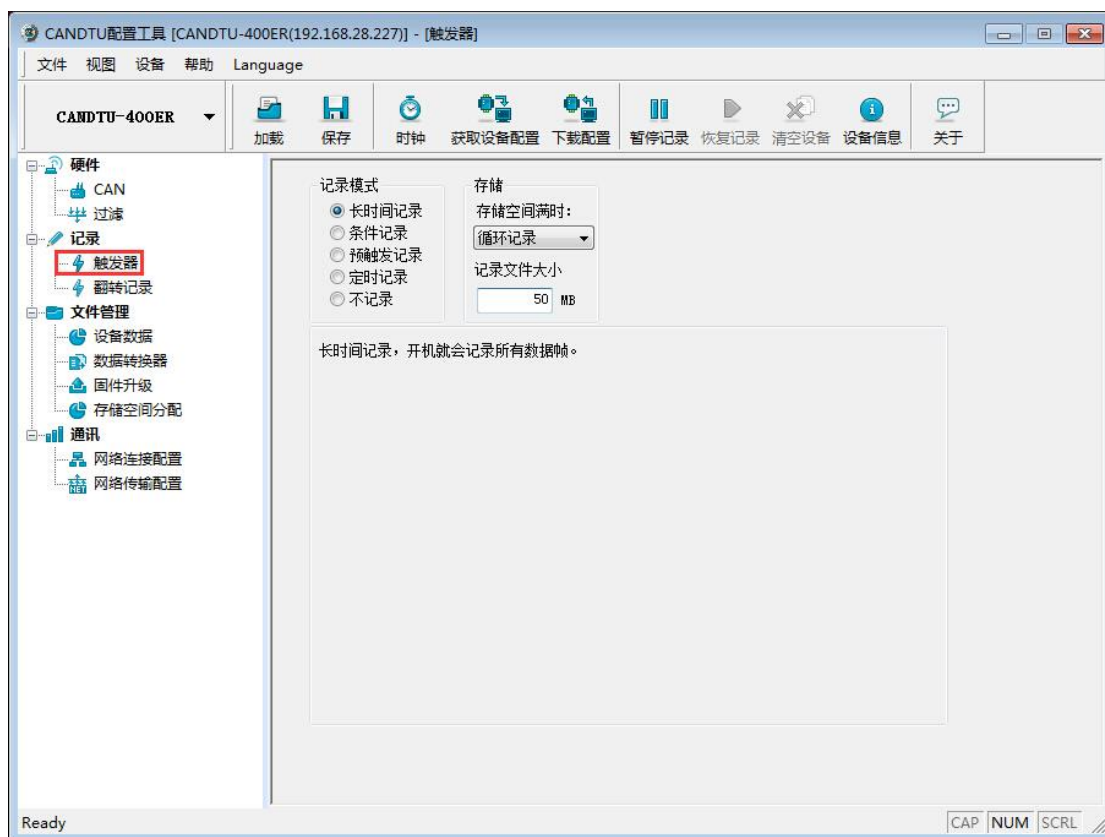 CANDTU配置工具 [CANDTU-400ER(192.168.28.227)] - [触发器]
文件 视图 设备 帮助 Language
CANDTU-400ER
加载 保存 时钟 获取设备配置 下载配置 暂停记录 恢复记录 清空设备 设备信息 关于
硬件
CAN
过滤
记录
触发器
翻转记录
文件管理
设备数据
数据转换器
固件升级
存储空间分配
通讯
网络连接配置
网络传输配置
记录模式
长时间记录
条件记录
预触发记录
定时记录
不记录
存储
存储空间满时:
循环记录
记录文件大小
50 MB
长时间记录，开机就会记录所有数据帧。
Ready
CAP NUM SCRL